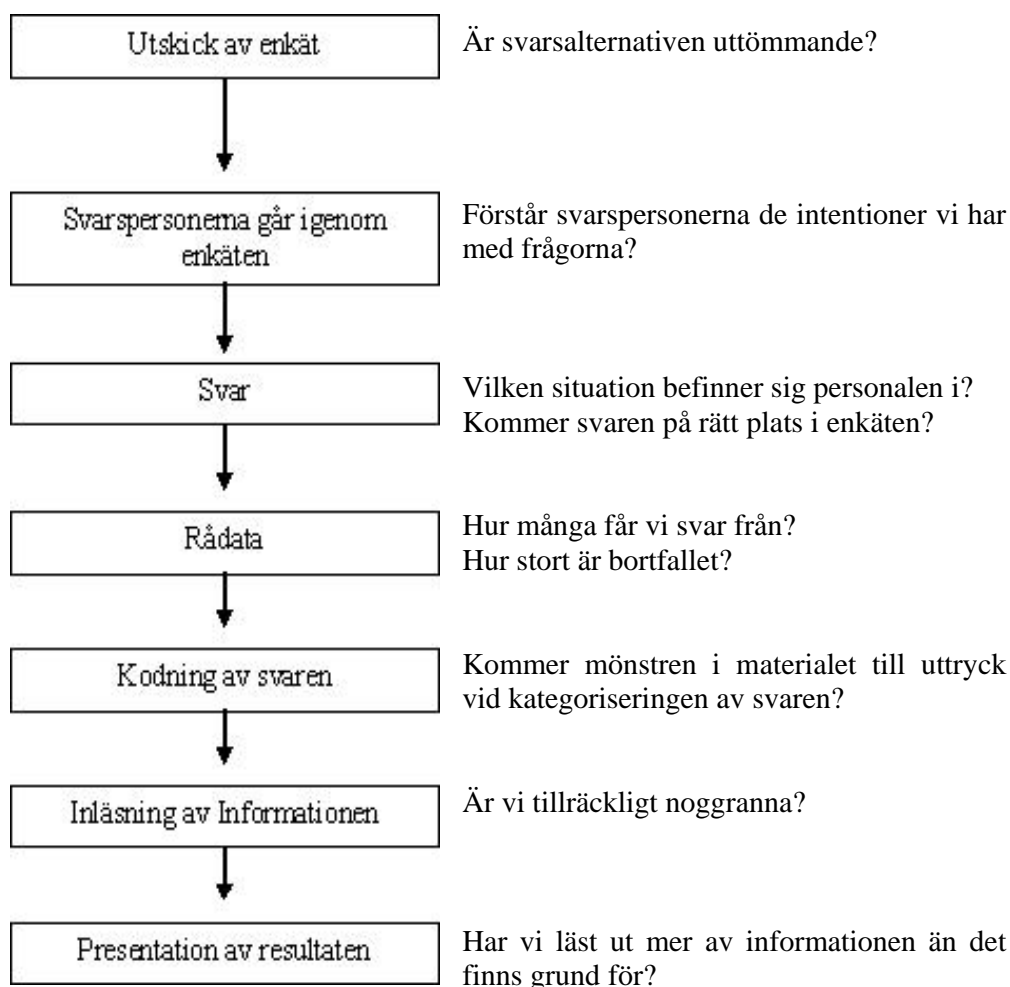 Utskick av enkät
Är svarsalternativen uttömmande?
Svarspersonerna går igenom
enkäten
Förstår svarspersonerna de intentioner vi har
med frågorna?
Svar
Vilken situation befinner sig personalen i?
Kommer svaren på rätt plats i enkäten?
Rådata
Hur många får vi svar från?
Hur stort är bortfallet?
Kodning av svaren
Kommer mönstren i materialet till uttryck
vid kategoriseringen av svaren?
Inläsning av Informationen
Är vi tillräckligt noggranna?
Presentation av resultaten
Har vi läst ut mer av informationen än det
finns grund för?